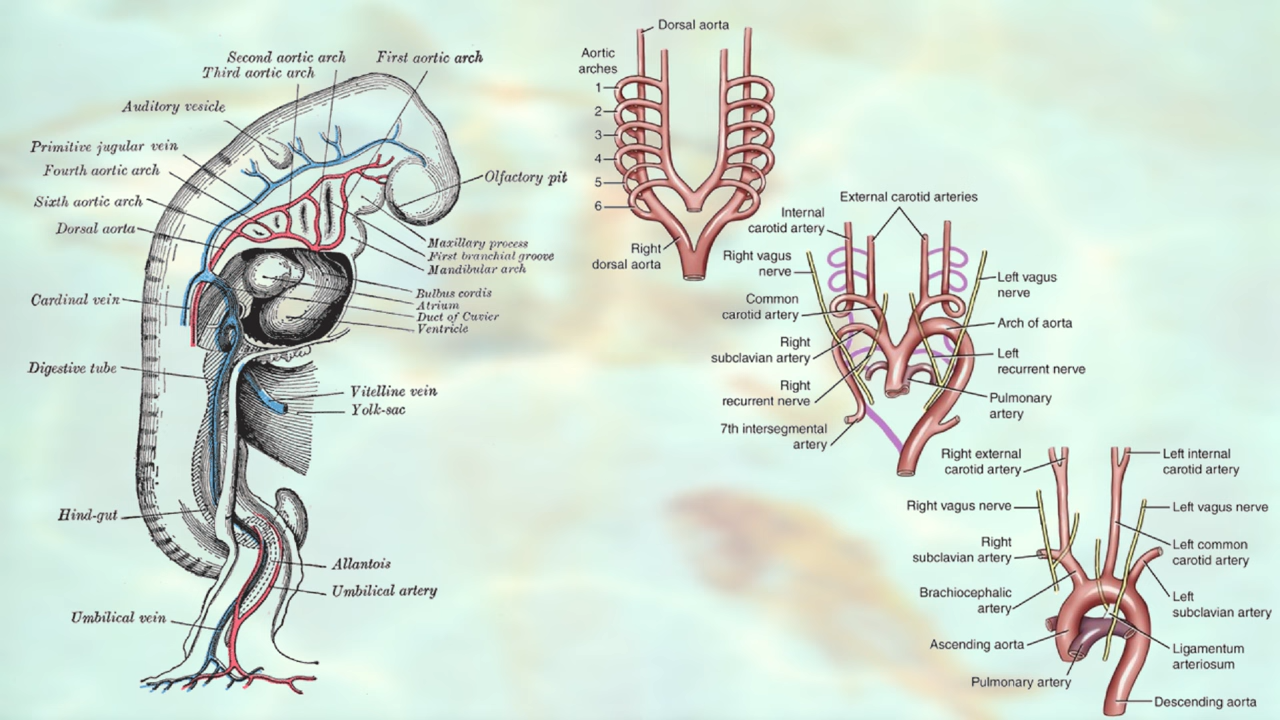 Second aortic arch
First aortic arch
Third aortic arch
Auditory vesicle
Primitive jugular vein
Fourth aortic arch
Sixth aortic arch
Dorsal aorta
Cardinal vein
Digestive tube
Hind-gut
Umbilical vein
Olfactory pit
Maxillary process
First branchial groove
Mandibular arch
Bulbus cordis
Atrium
Duct of Cuvier
Ventricle
Vitelline vein
Yolk-sac
Allantois
Umbilical artery
Dorsal aorta
Aortic
arches
1
2
3
4
5
6
Right
dorsal aorta
External carotid arteries
Internal
carotid artery
Right vagus
nerve
Common
carotid artery
Right
subclavian artery
Right
recurrent nerve
7th intersegmental
artery
Left vagus
nerve
Arch of aorta
Left
recurrent nerve
Pulmonary
artery
Right external
carotid artery
Right vagus nerve
Right
subclavian artery
Brachiocephalic
artery
Ascending aorta
Pulmonary artery
Left internal
carotid artery
Left vagus nerve
Left common
carotid artery
Left
subclavian artery
Ligamentum
arteriosum
Descending aorta